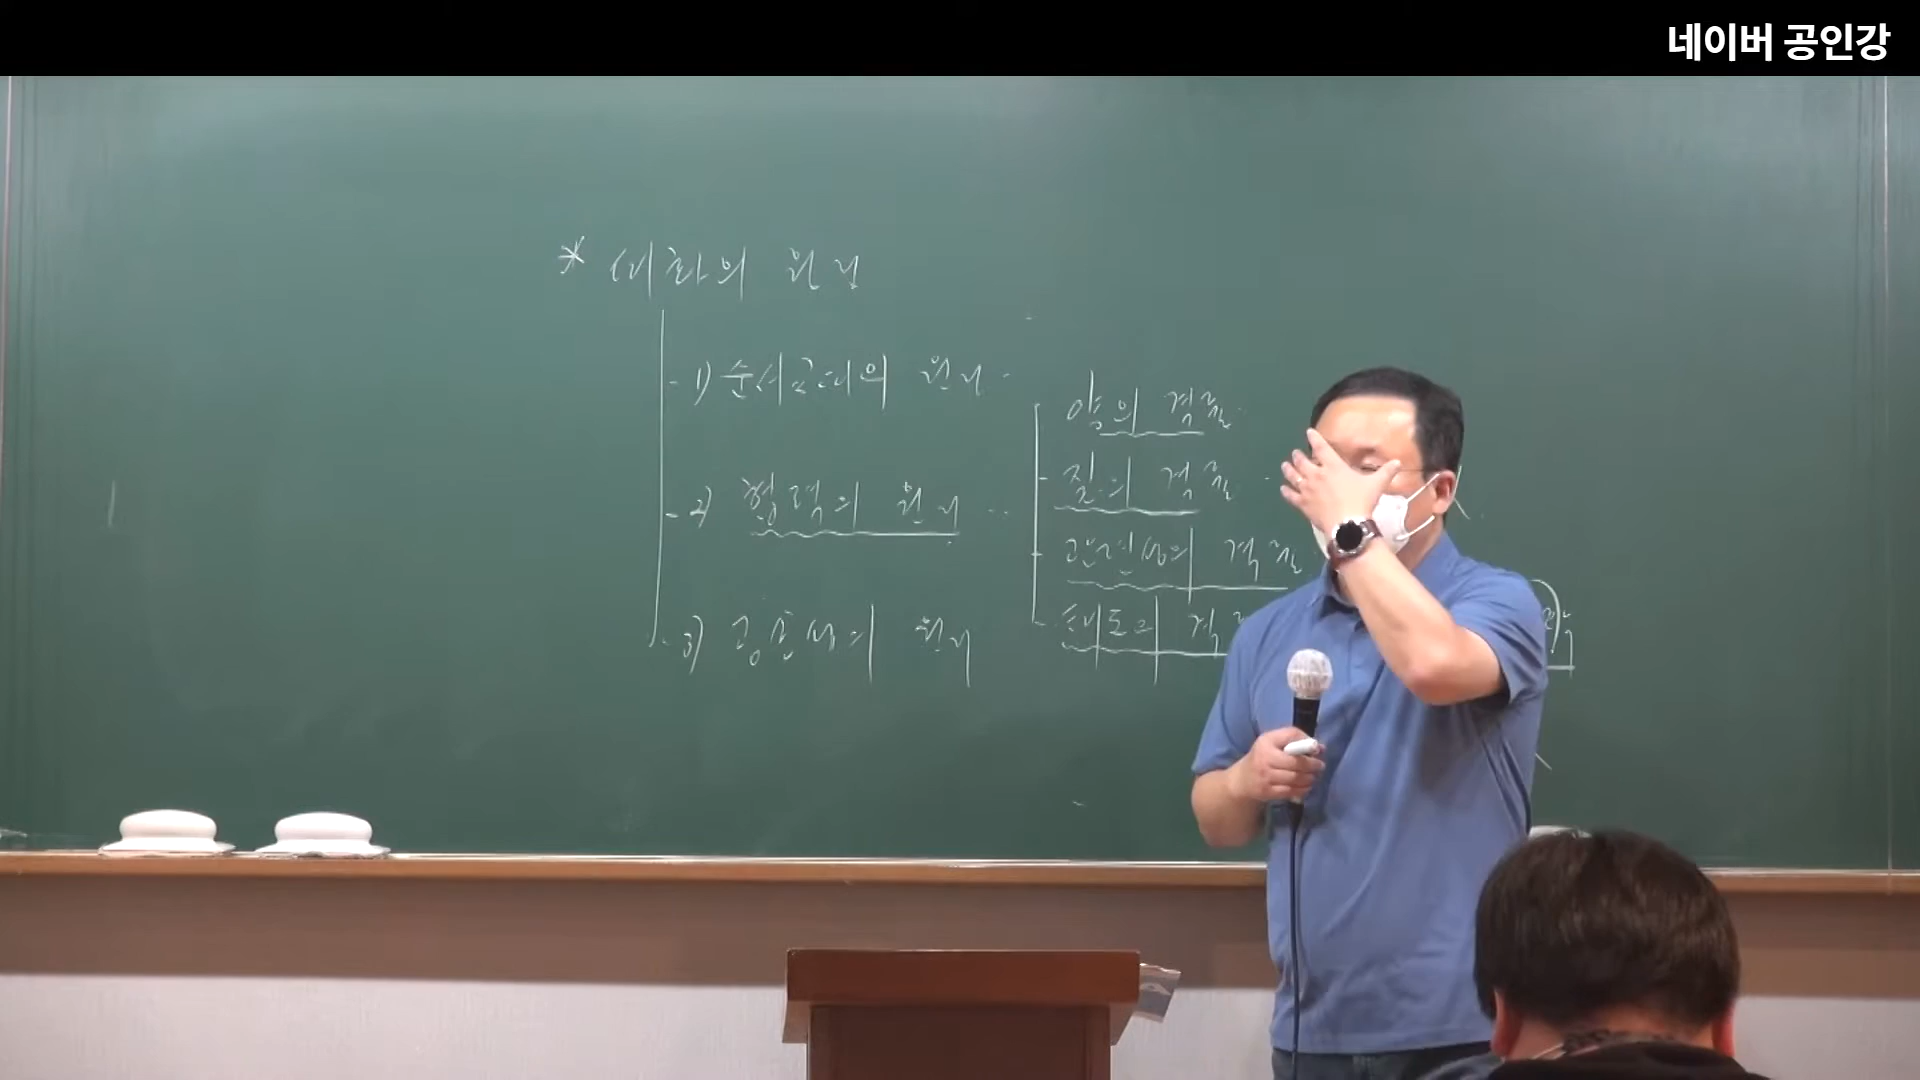 네이버 공인강
* 대화의 원리
1) 순서교대의 원리
2) 협력의 원리
양의 격률
질의 격률
관련성의 격률
태도의 격
3) 공손성의 원리